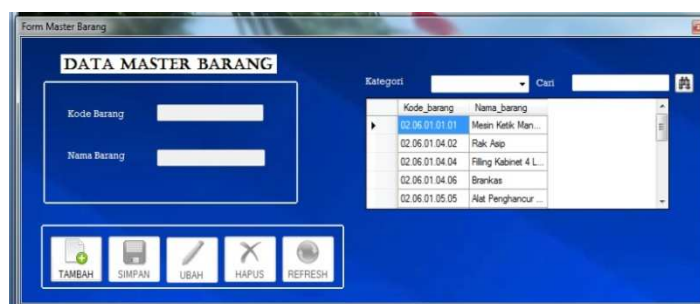 Form Master Barang
DATA MASTER BARANG
Kode Barang
Nama Barang
Kategori
Cari
Kode_barang Nama_barang
02.06.01.01.01 Mesin Ketik Man...
02.06.01.04.02 Rak Asip
02.06.01.04.04 Filling Kabinet 4 L...
02.06.01.04.06 Brankas
02.06.01.05.05 Alat Penghancur ...
TAMBAH SIMPAN UBAH HAPUS REFRESH